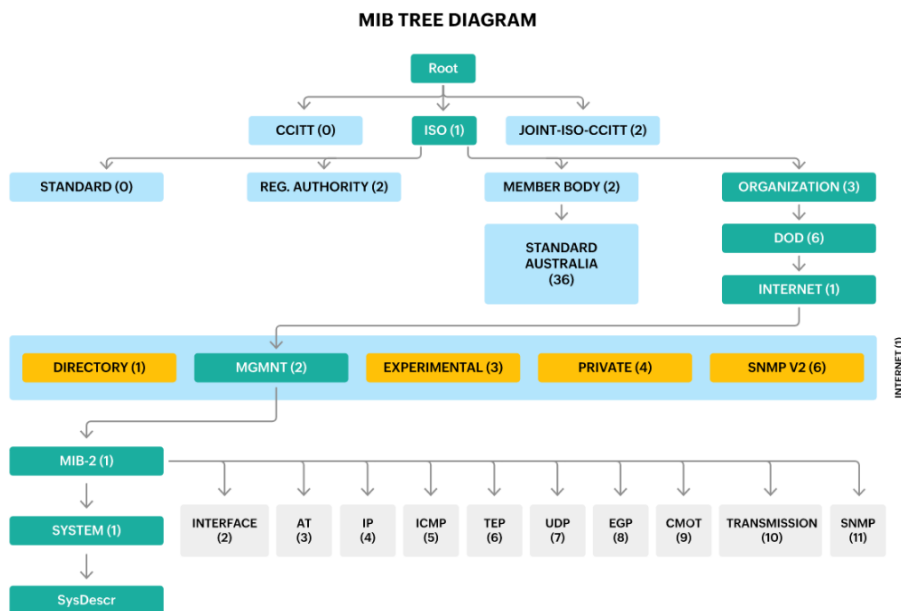 MIB TREE DIAGRAM
Root
CCITT (0)
ISO (1)
JOINT-ISO-CCITT (2)
STANDARD (0)
REG. AUTHORITY (2)
MEMBER BODY (2)
ORGANIZATION (3)
STANDARD
AUSTRALIA
(36)
DOD (6)
INTERNET (1)
DIRECTORY (1)
MGMNT (2)
EXPERIMENTAL (3)
PRIVATE (4)
SNMP V2 (6)
INTERNET (1)
MIB-2 (1)
SYSTEM (1)
INTERFACE
(2)
AT
(3)
IP
(4)
ICMP
(5)
TEP
(6)
UDP
(7)
EGP
(8)
CMOT
(9)
TRANSMISSION
(10)
SNMP
(11)
SysDescr